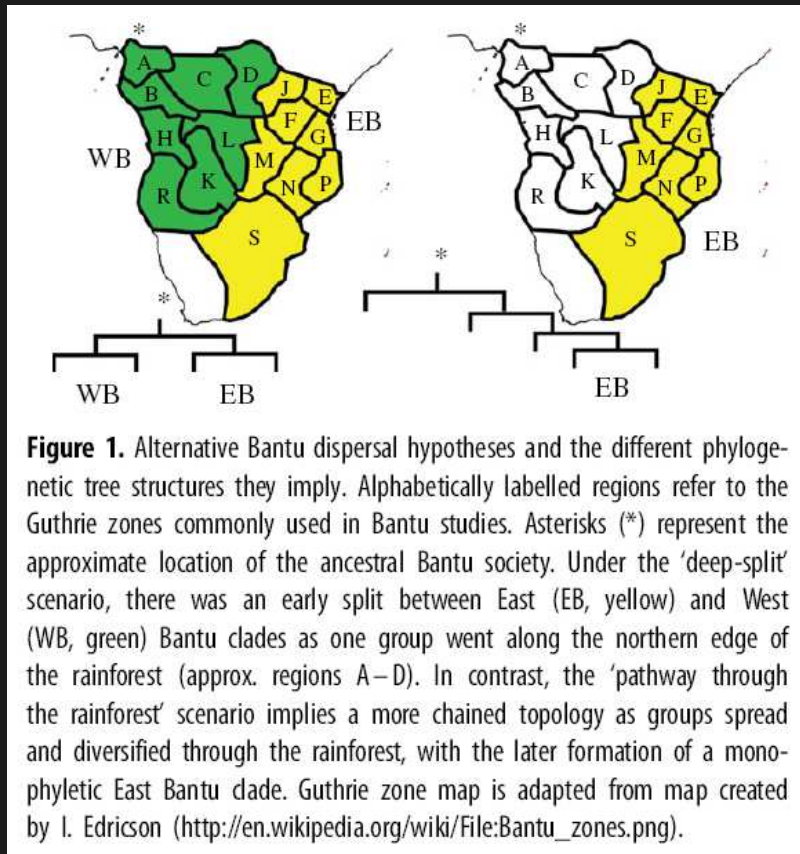 *
A
B
C
D
J
E
F
G
H
L
M
K
N
P
R
S
WB
EB
*
WB
EB
*
A
B
C
D
J
E
F
G
H
L
M
K
N
P
R
S
EB
*
EB
Figure 1. Alternative Bantu dispersal hypotheses and the different phyloge-
netic tree structures they imply. Alphabetically labelled regions refer to the
Guthrie zones commonly used in Bantu studies. Asterisks (*) represent the
approximate location of the ancestral Bantu society. Under the ‘deep-split’
scenario, there was an early split between East (EB, yellow) and West
(WB, green) Bantu clades as one group went along the northern edge of
the rainforest (approx. regions A–D). In contrast, the ‘pathway through
the rainforest’ scenario implies a more chained topology as groups spread
and diversified through the rainforest, with the later formation of a mono-
phyletic East Bantu clade. Guthrie zone map is adapted from map created
by I. Edricson (http://en.wikipedia.org/wiki/File:Bantu_zones.png).